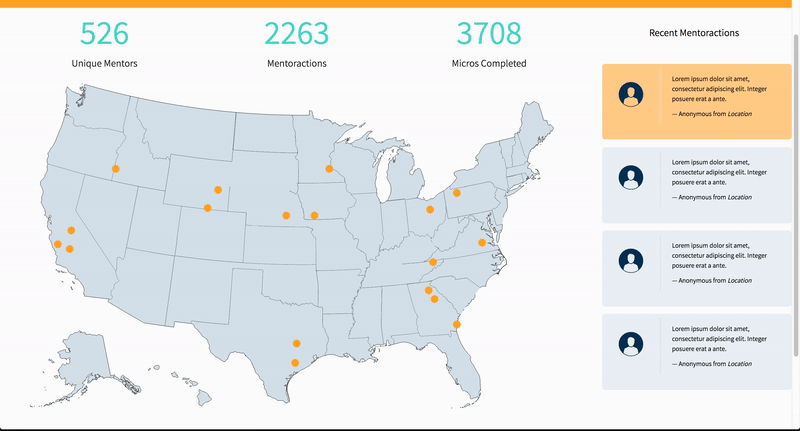 526
2263
3708
Unique Mentors
Mentoractions
Micros Completed
Recent Mentoractions
Lorem ipsum dolor sit amet,
consectetur adipiscing elit. Integer
posuere erat a ante.
— Anonymous from Location
Lorem ipsum dolor sit amet,
consectetur adipiscing elit. Integer
posuere erat a ante.
— Anonymous from Location
Lorem ipsum dolor sit amet,
consectetur adipiscing elit. Integer
posuere erat a ante.
— Anonymous from Location
Lorem ipsum dolor sit amet,
consectetur adipiscing elit. Integer
posuere erat a ante.
— Anonymous from Location